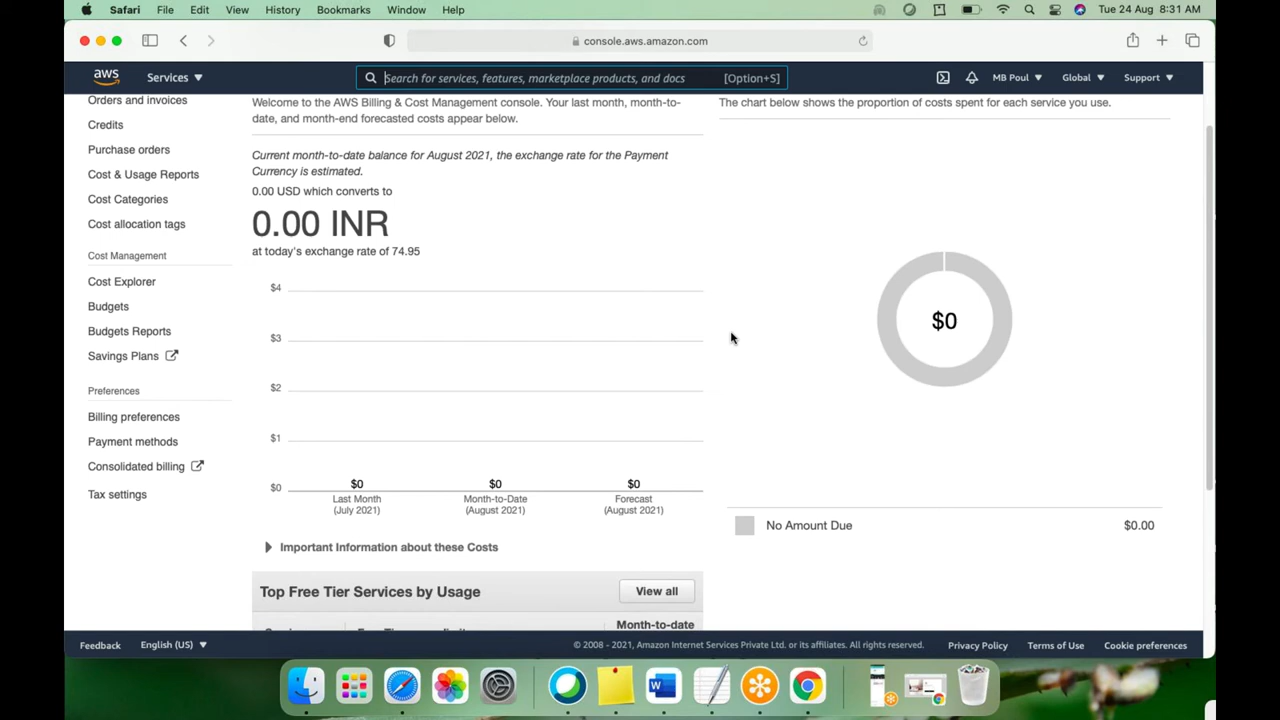 Safari File Edit View History Bookmarks Window Help Tue 24 Aug 8:31 AM
console.aws.amazon.com
aws Services Search for services, features, marketplace products, and docs [Option+S] MB Poul Global Support
Orders and invoices
Credits
Purchase orders
Cost & Usage Reports
Cost Categories
Cost allocation tags
Cost Management
Cost Explorer
Budgets
Budgets Reports
Savings Plans
Preferences
Billing preferences
Payment methods
Consolidated billing
Tax settings
Welcome to the AWS Billing & Cost Management console. Your last month, month-to-
date, and month-end forecasted costs appear below.
Current month-to-date balance for August 2021, the exchange rate for the Payment
Currency is estimated.
0.00 USD which converts to
0.00 INR
at today's exchange rate of 74.95
$4
$3
$2
$1
$0
$0 $0 $0
Last Month Month-to-Date Forecast
(July 2021) (August 2021) (August 2021)
Important Information about these Costs
Top Free Tier Services by Usage View all
Month-to-date
The chart below shows the proportion of costs spent for each service you use.
$0
No Amount Due $0.00
Feedback English (US) © 2008 - 2021, Amazon Internet Services Private Ltd. or its affiliates. All rights reserved. Privacy Policy Terms of Use Cookie preferences